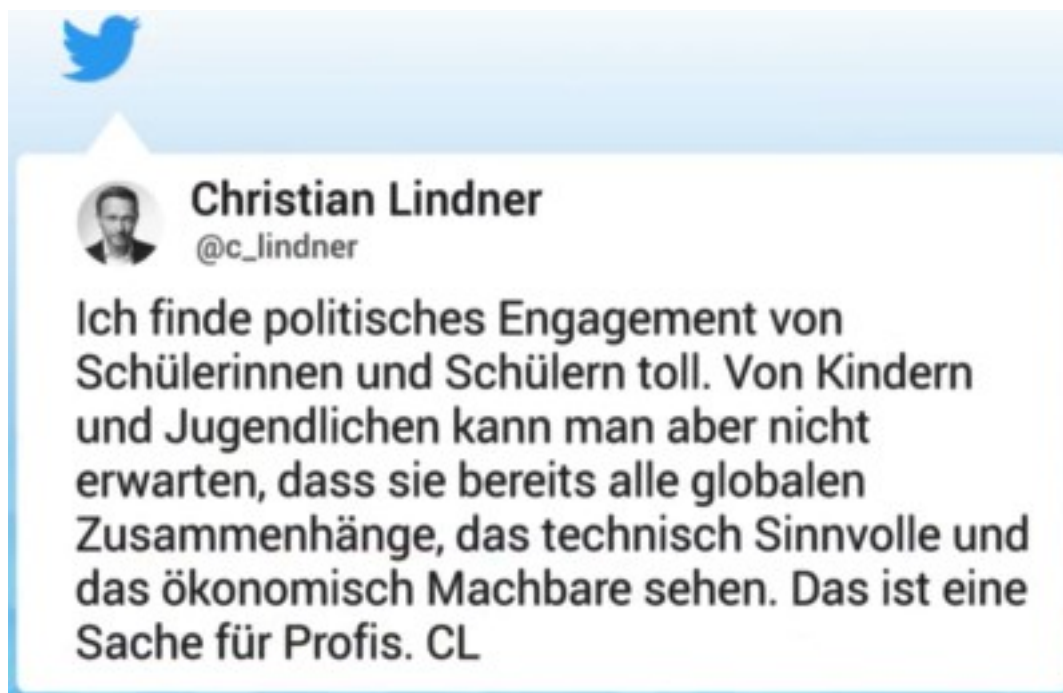 Christian Lindner
@c_lindner
Ich finde politisches Engagement von
Schülerinnen und Schülern toll. Von Kindern
und Jugendlichen kann man aber nicht
erwarten, dass sie bereits alle globalen
Zusammenhänge, das technisch Sinnvolle und
das ökonomisch Machbare sehen. Das ist eine
Sache für Profis. CL